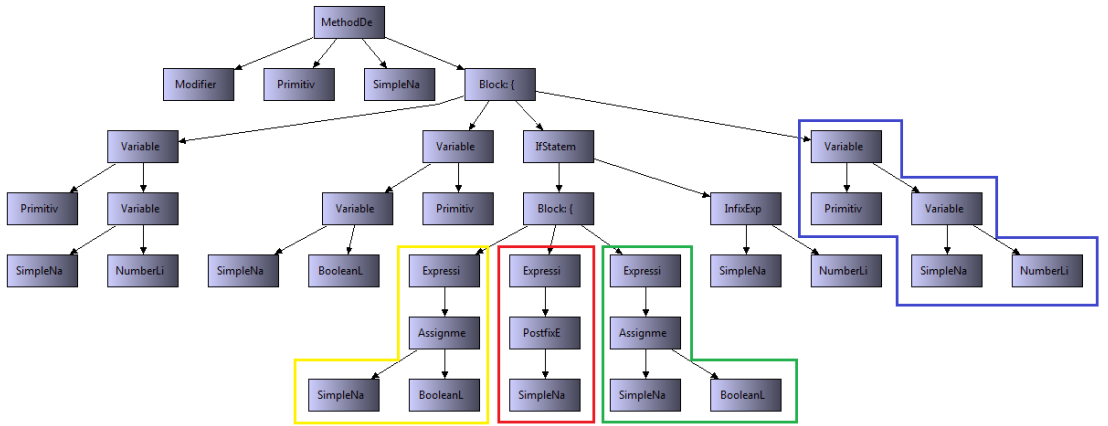 MethodDe
Modifier Primitiv SimpleNa Block: {
Variable Variable IfStatem Variable
Primitiv Variable Variable Primitiv Block: { InfixExp Primitiv Variable
SimpleNa NumberLi SimpleNa BooleanL Expressi Expressi Expressi SimpleNa NumberLi SimpleNa NumberLi
Assignme PostfixE Assignme
SimpleNa BooleanL SimpleNa SimpleNa BooleanL